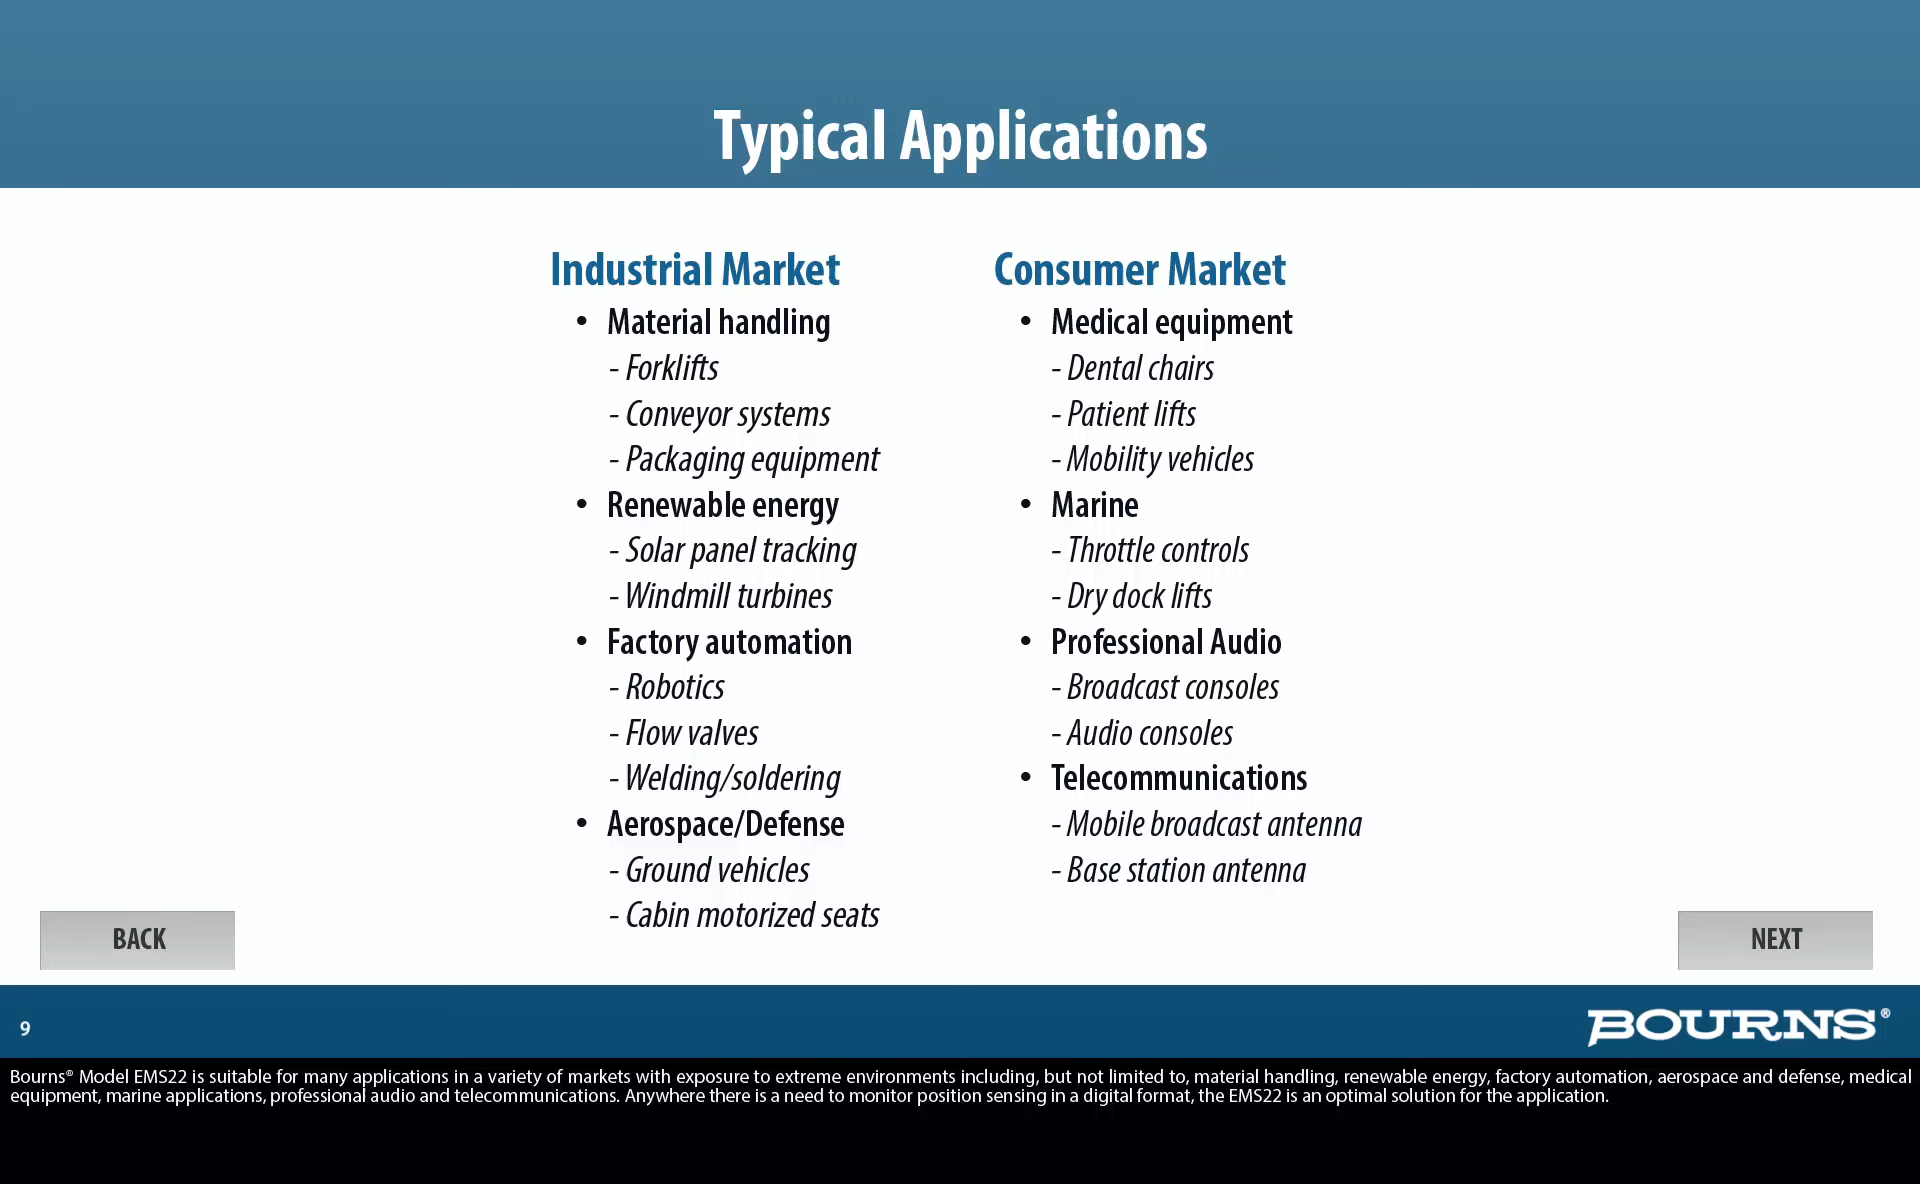 Typical Applications
Industrial Market
• Material handling
- Forklifts
- Conveyor systems
- Packaging equipment
• Renewable energy
- Solar panel tracking
- Windmill turbines
• Factory automation
- Robotics
- Flow valves
- Welding/soldering
• Aerospace/Defense
- Ground vehicles
- Cabin motorized seats
Consumer Market
• Medical equipment
- Dental chairs
- Patient lifts
- Mobility vehicles
• Marine
- Throttle controls
- Dry dock lifts
• Professional Audio
- Broadcast consoles
- Audio consoles
• Telecommunications
- Mobile broadcast antenna
- Base station antenna
BACK
NEXT
9
BOURNS®
Bourns® Model EMS22 is suitable for many applications in a variety of markets with exposure to extreme environments including, but not limited to, material handling, renewable energy, factory automation, aerospace and defense, medical
equipment, marine applications, professional audio and telecommunications. Anywhere there is a need to monitor position sensing in a digital format, the EMS22 is an optimal solution for the application.